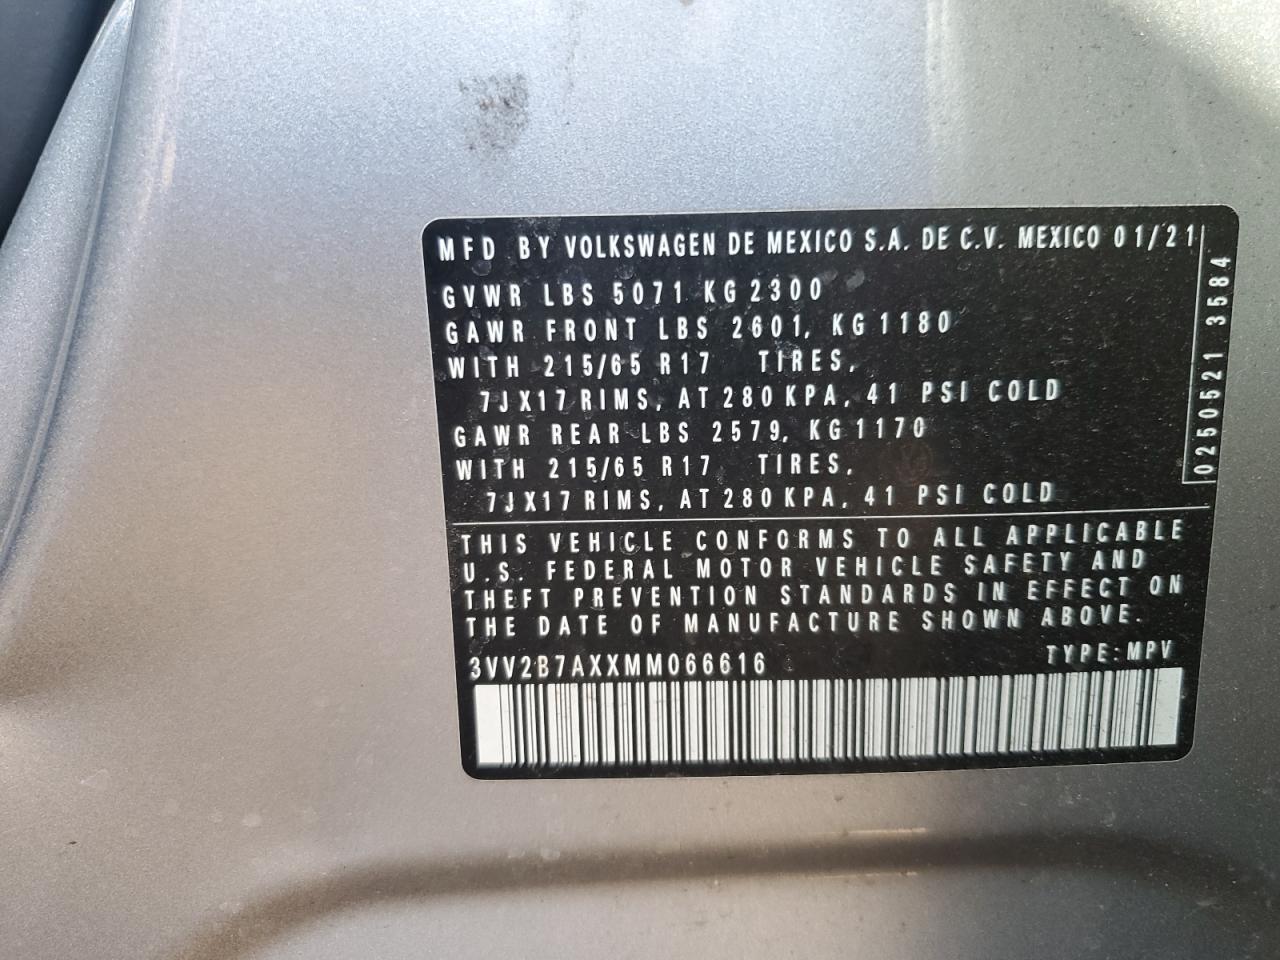 MFD BY VOLKSWAGEN DE MEXICO S.A. DE C.V. MEXICO 01/21
GVWR LBS 5071 KG 2300
GAWR FRONT LBS 2601, KG 1180
WITH 215/65 R17 TIRES,
7JX17 RIMS, AT 280 KPA, 41 PSI COLD
GAWR REAR LBS 2579, KG 1170
WITH 215/65 R17 TIRES,
7JX17 RIMS, AT 280 KPA, 41 PSI COLD
0250521 3584
THIS VEHICLE CONFORMS TO ALL APPLICABLE
U.S. FEDERAL MOTOR VEHICLE SAFETY AND
THEFT PREVENTION STANDARDS IN EFFECT ON
THE DATE OF MANUFACTURE SHOWN ABOVE.
3VV2B7AXXMM066616 TYPE: MPV